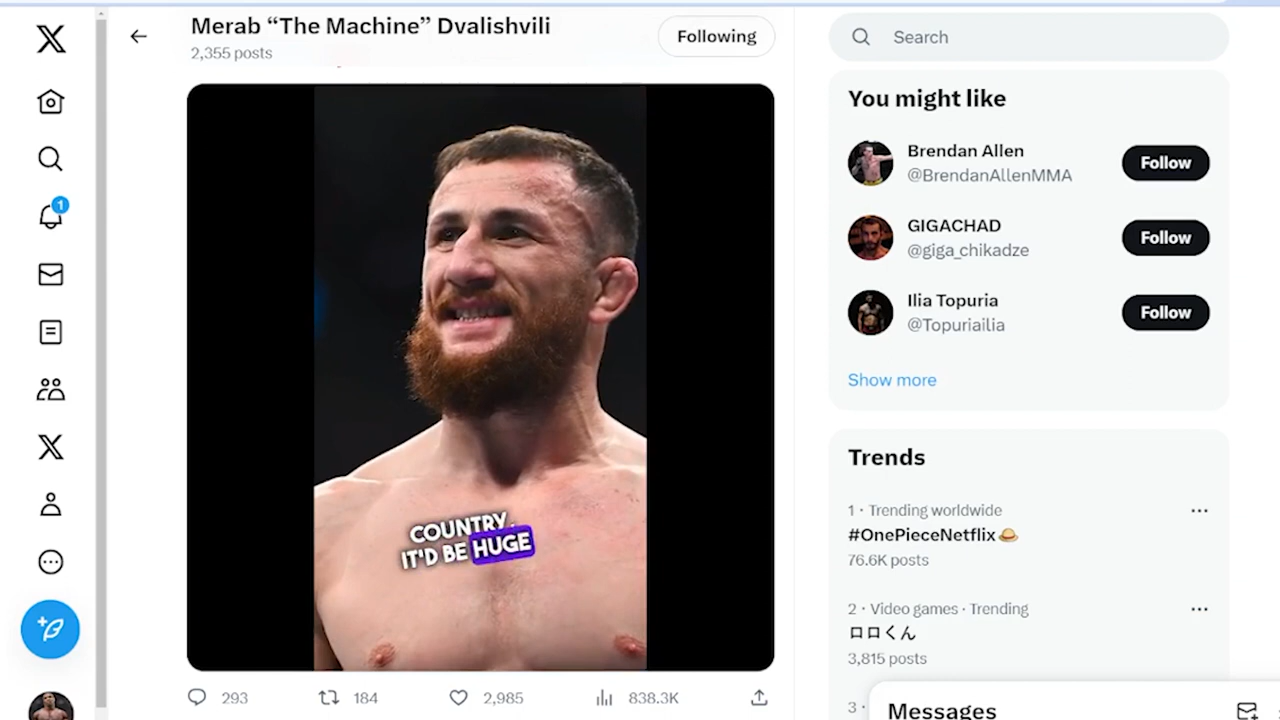 Merab “The Machine” Dvalishvili
2,355 posts
Following
COUNTRY,
IT'D BE HUGE
293
184
2,985
838.3K
1
Search
You might like
Brendan Allen
@BrendanAllenMMA
Follow
GIGACHAD
@giga_chikadze
Follow
Ilia Topuria
@Topuriailia
Follow
Show more
Trends
1 · Trending worldwide
#OnePieceNetflix
76.6K posts
2 · Video games · Trending
ロロくん
3,815 posts
3 ·
Messages